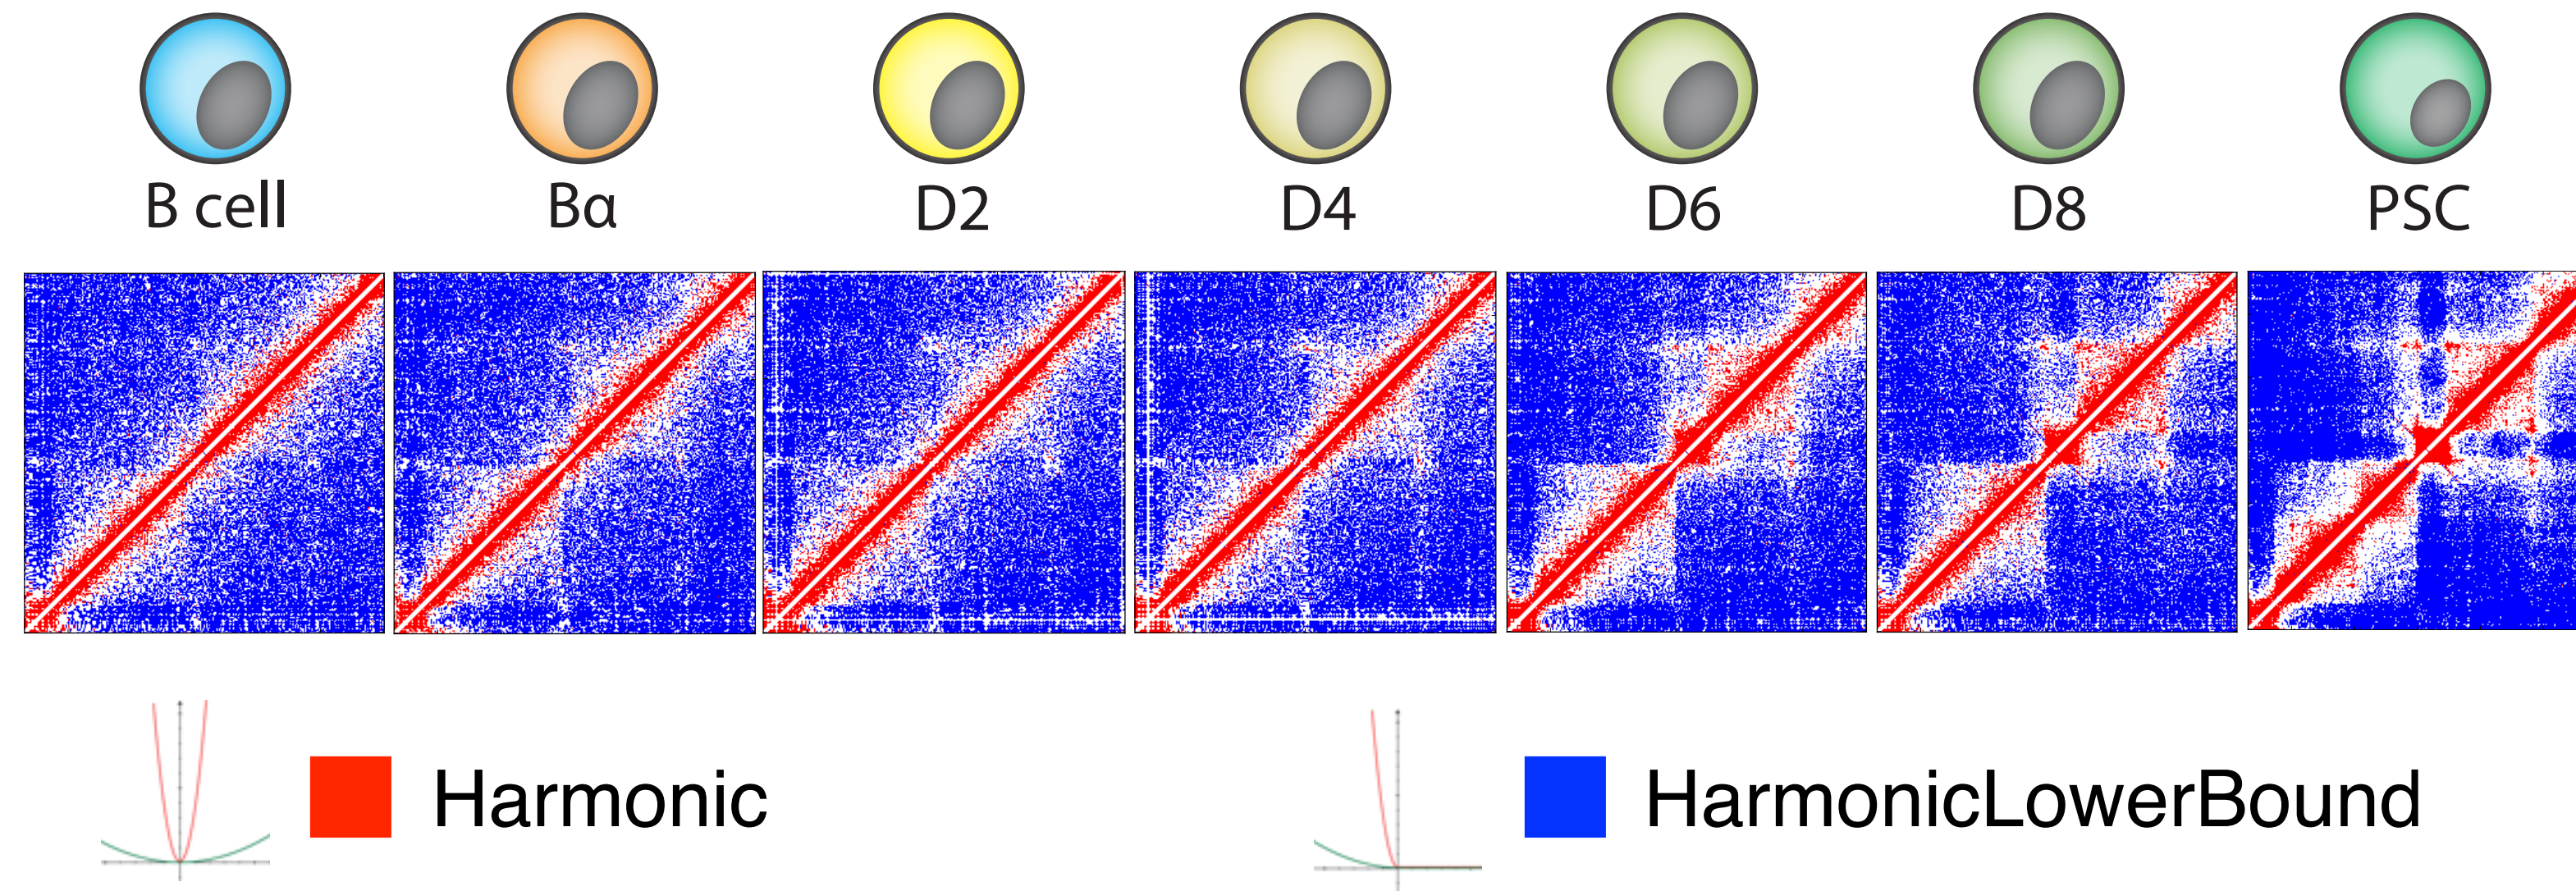 B cell
Bα
D2
D4
D6
D8
PSC
Harmonic
HarmonicLowerBound